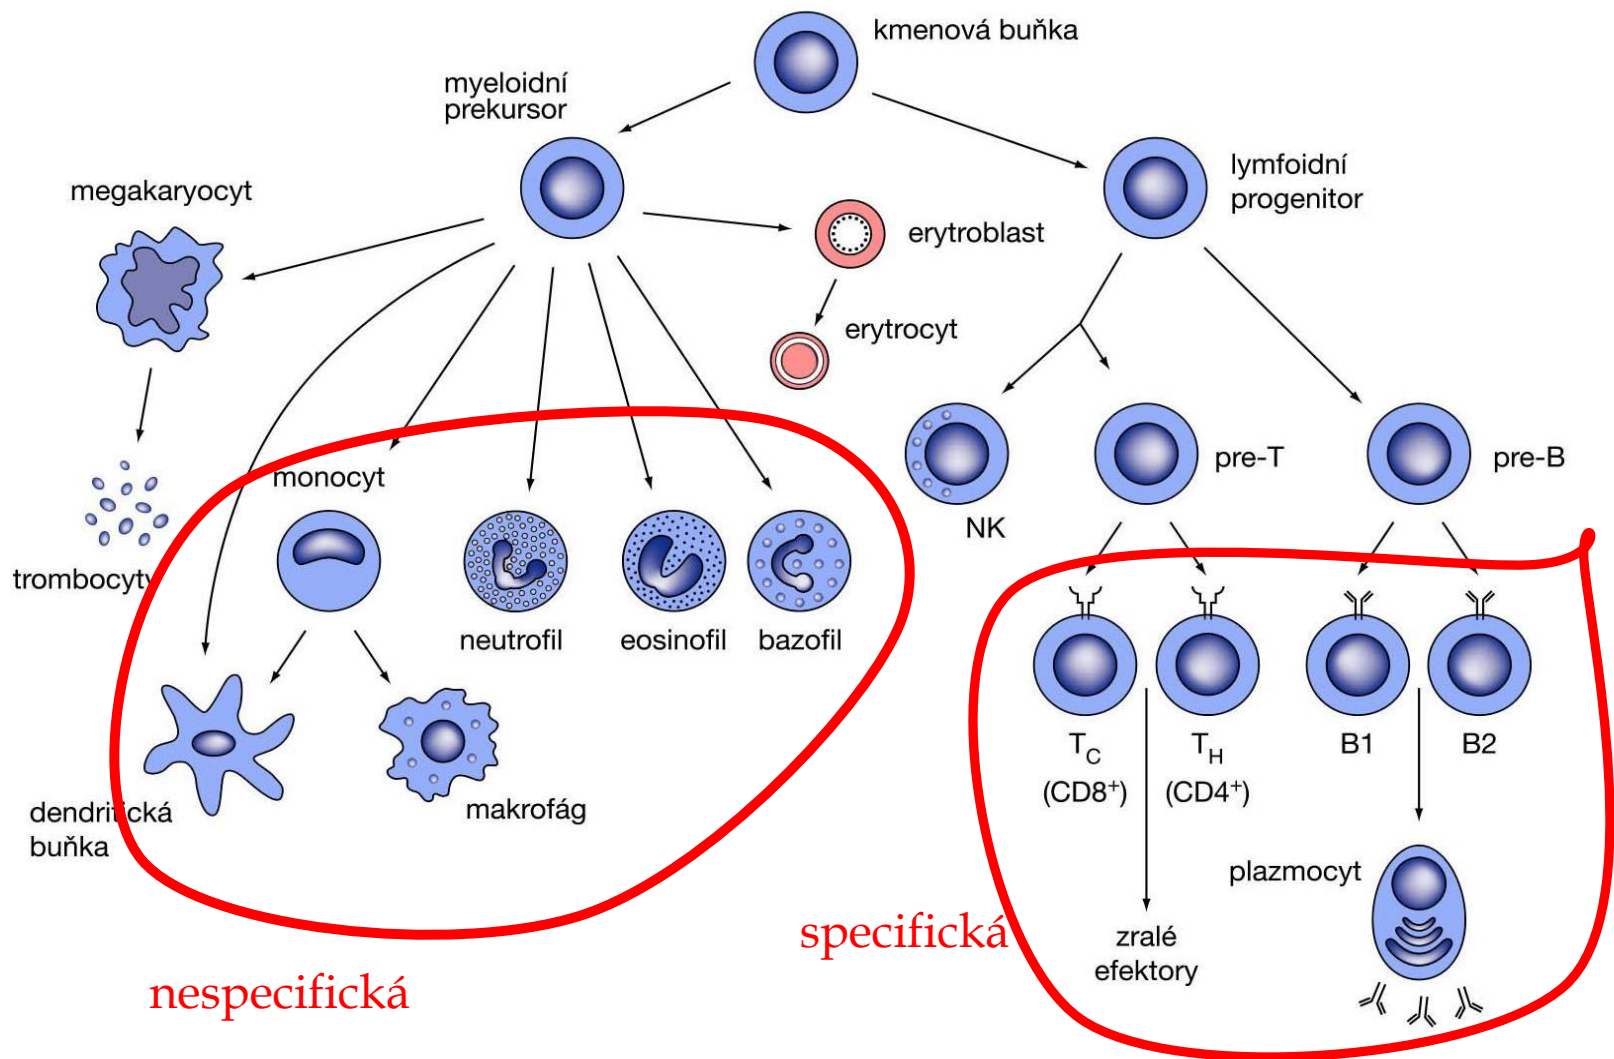 kmenová buňka
myeloidní
prekursor
lymfoidní
progenitor
megakaryocyt
erytroblast
erytrocyt
monocyt
pre-T
pre-B
NK
trombocyty
neutrofil
eosinofil
bazofil
T_C
(CD8⁺)
T_H
(CD4⁺)
B1
B2
dendritická
buňka
makrofág
plazmocyt
specifická
zralé
efektory
nespecifická